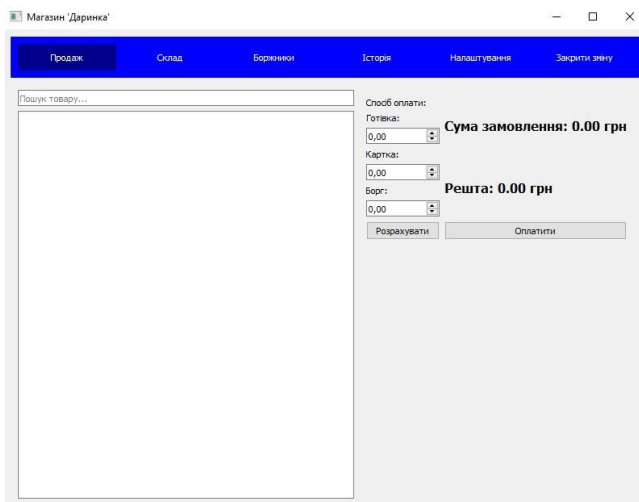 Магазин 'Даринка'
Продаж Склад Боржники Історія Налаштування Закрити зміну
Пошук товару...
Спосіб оплати:
Готівка:
0,00
Сума замовлення: 0.00 грн
Картка:
0,00
Борг:
Решта: 0.00 грн
0,00
Розрахувати Оплатити